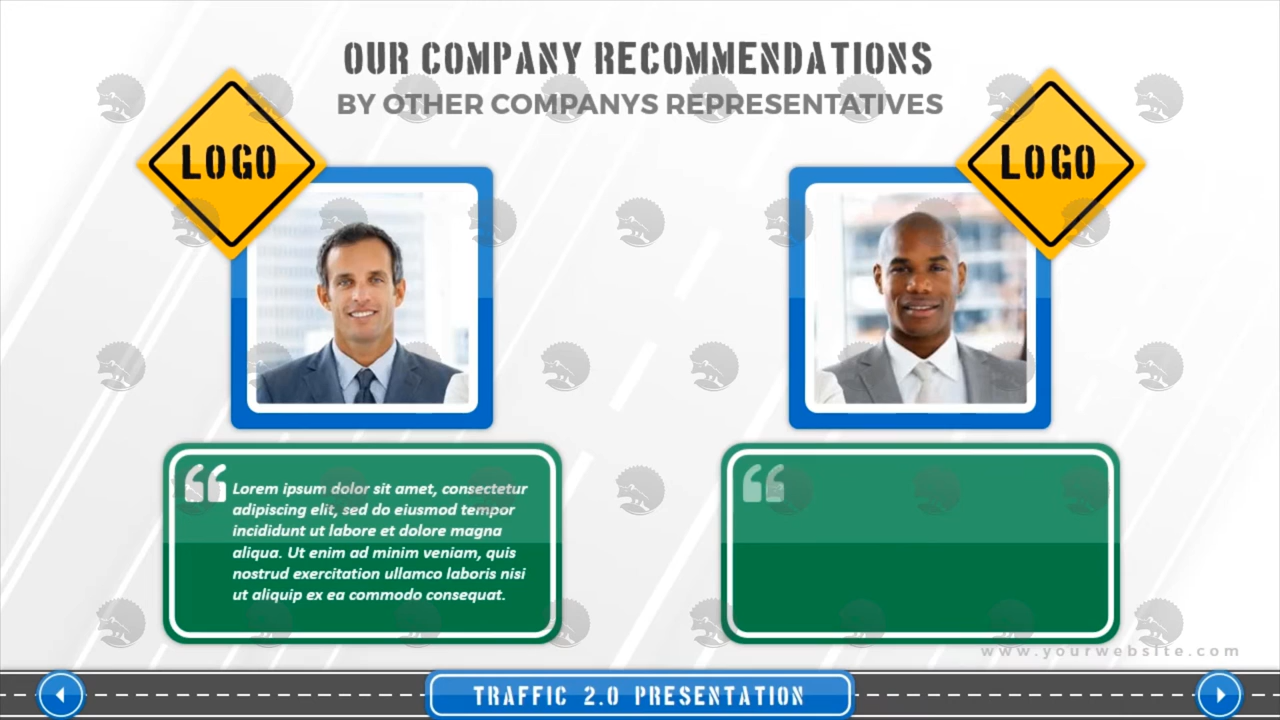 OUR COMPANY RECOMMENDATIONS
BY OTHER COMPANYS REPRESENTATIVES
LOGO
LOGO
“
Lorem ipsum dolor sit amet, consectetur
adipiscing elit, sed do eiusmod tempor
incididunt ut labore et dolore magna
aliqua. Ut enim ad minim veniam, quis
nostrud exercitation ullamco laboris nisi
ut aliquip ex ea commodo consequat.
“
www.yourwebsite.com
TRAFFIC 2.0 PRESENTATION